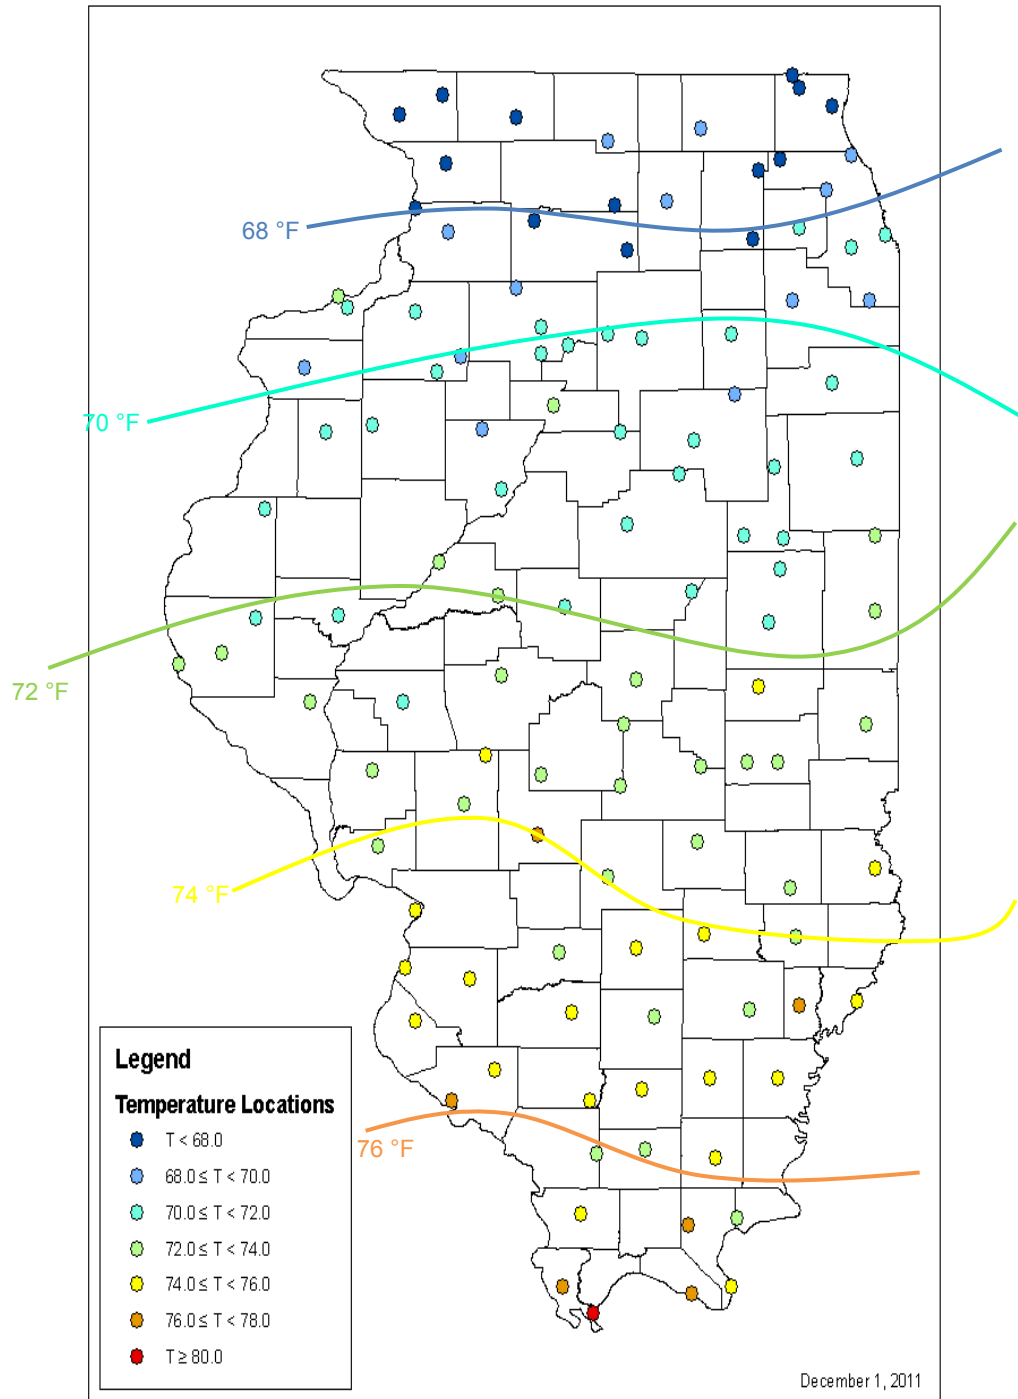 68 °F
70 °F
72 °F
74 °F
76 °F
Legend
Temperature Locations
T < 68.0
68.0 ≤ T < 70.0
70.0 ≤ T < 72.0
72.0 ≤ T < 74.0
74.0 ≤ T < 76.0
76.0 ≤ T < 78.0
T ≥ 80.0
December 1, 2011